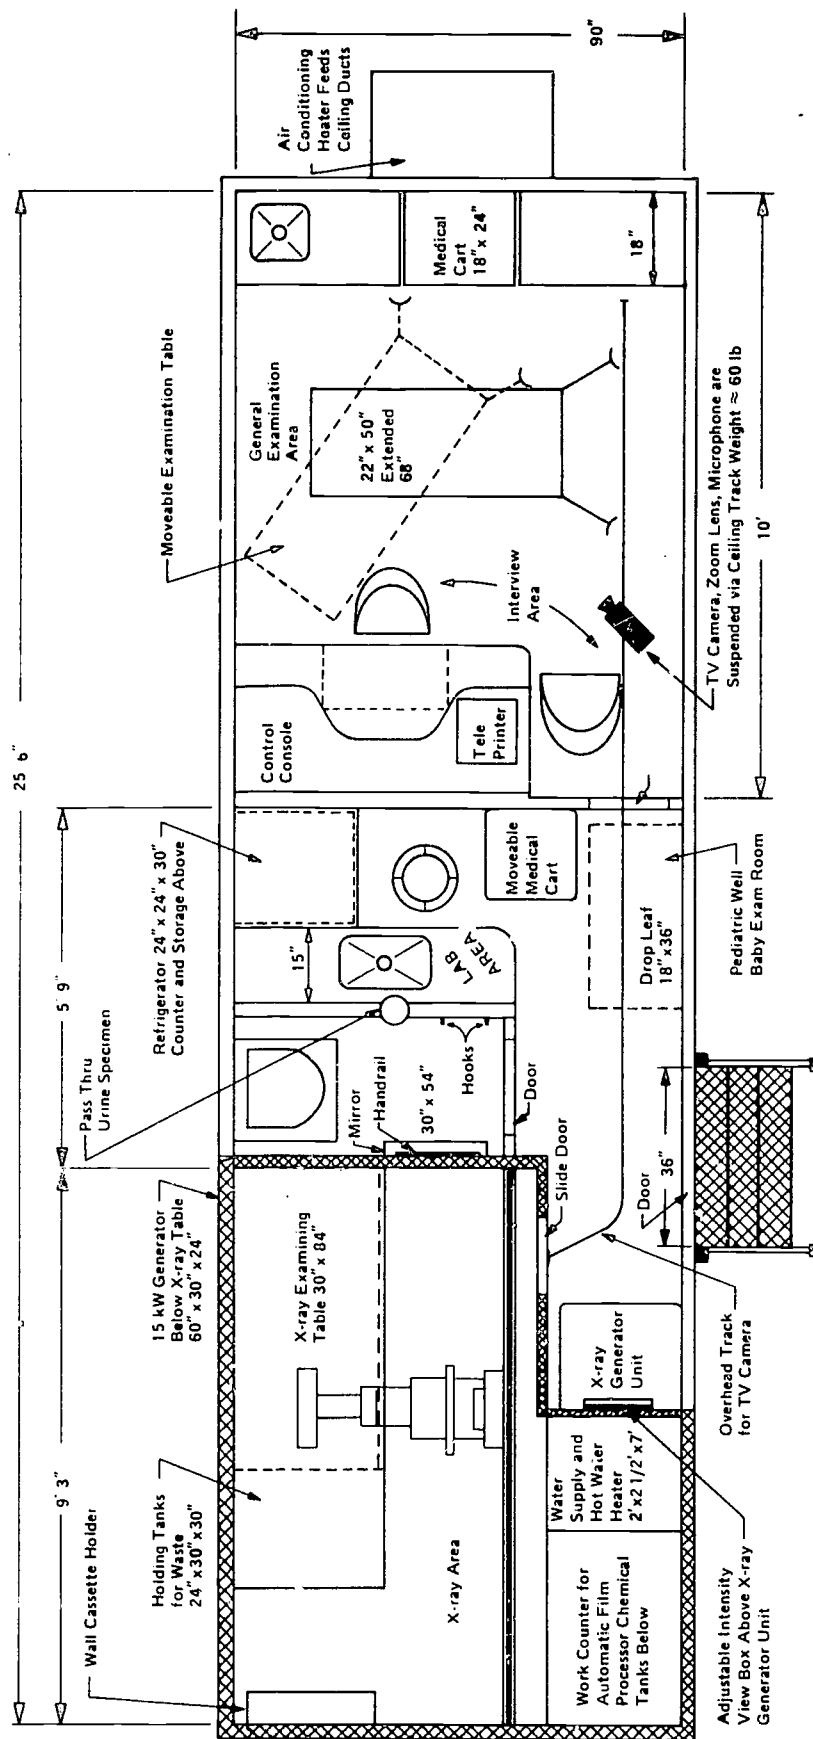 25 6"
9' 3"
5' 9"
90"
Wall Cassette Holder
Holding Tanks
for Waste
24"x30"x30"
15 kW Generator
Below X-ray Table
60" x 30" x 24"
Pass Thru
Urine Specimen
Refrigerator 24" x 24" x 30"
Counter and Storage Above
Moveable Examination Table
Air
Conditioning
Heater Feeds
Ceiling Ducts
X-ray Examining
Table 30" x 84"
X-ray Area
Mirror
Handrail
30" x 54"
Hooks
Door
Slide Door
15"
LAB
AREA
Moveable
Medical
Cart
Drop Leaf
18"x36"
Control
Console
Tele
Printer
Interview
Area
General
Examination
Area
22" x 50"
Extended
68"
Medical
Cart
18" x 24"
18"
10'
Work Counter for
Automatic Film
Processor Chemical
Tanks Below
Water
Supply and
Hot Water
Heater
2'x2 1/2'x7'
X-ray
Generator
Unit
Door
36"
Adjustable Intensity
View Box Above X-ray
Generator Unit
Overhead Track
for TV Camera
Pediatric Well
Baby Exam Room
TV Camera, Zoom Lens, Microphone are
Suspended via Ceiling Track Weight ≈ 60 lb